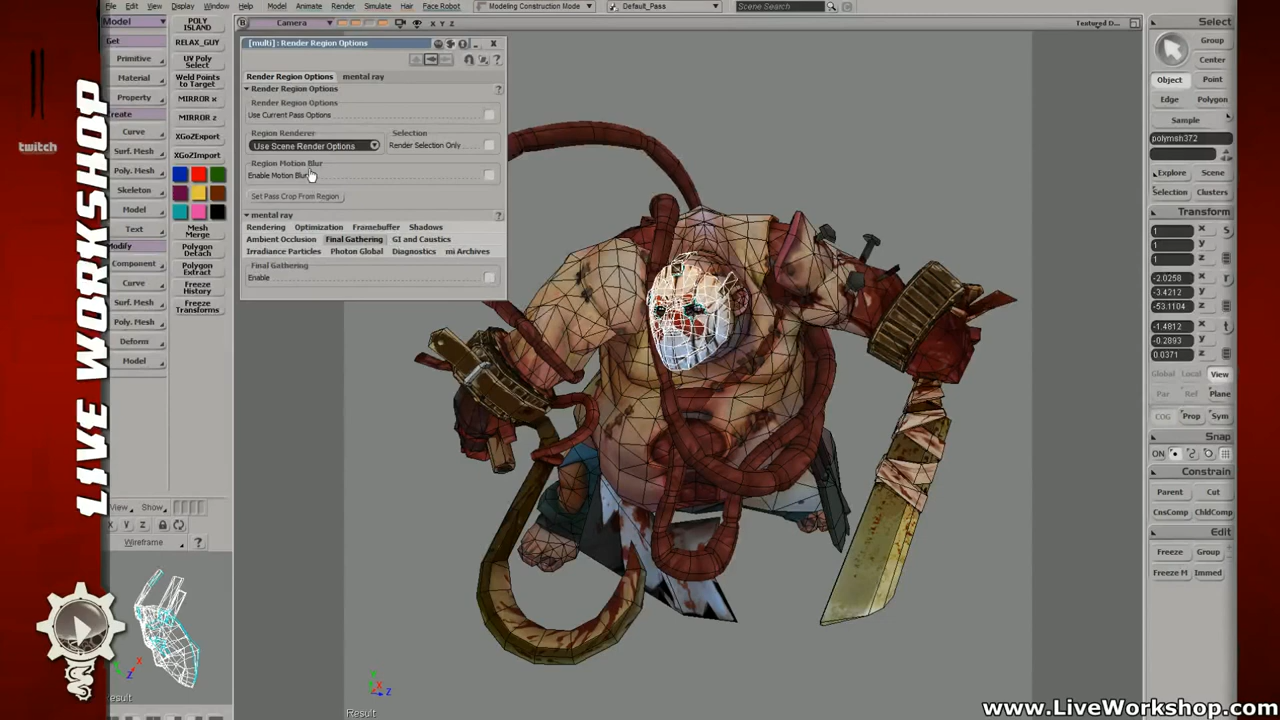 File Edit View Display Window Model Animate Render Simulate Hair Face Robot Modeling Construction Mode Default_Pass Scene Search
Model
Get
Primitive
Material
Property
Create
Curve
Surf. Mesh
Poly. Mesh
Skeleton
Model
Text
Modify
Component
Curve
Surf. Mesh
Poly. Mesh
Deform
Model
POLY
ISLAND
RELAX_GUY
UV Poly
Select
Weld Points
to Target
MIRROR x
MIRROR z
XGoZExport
XGoZImport
Mesh
Merge
Polygon
Detach
Polygon
Extract
Freeze
History
Freeze
Transforms
View Show
X Y Z
Wireframe ?
Result
B Camera X Y Z Textured D
[multi] : Render Region Options
Render Region Options mental ray
Render Region Options ?
Render Region Options
Use Current Pass Options
Region Renderer Selection
Use Scene Render Options Render Selection Only
Region Motion Blur
Enable Motion Blur
Set Pass Crop From Region
mental ray ?
Rendering Optimization Framebuffer Shadows
Ambient Occlusion Final Gathering GI and Caustics
Irradiance Particles Photon Global Diagnostics mi Archives
Final Gathering
Enable
Result
Select
Group
Center
Object Point
Edge Polygon
Sample
polymsh372
Explore Scene
Selection Clusters
Transform
1 x S
1 y
1 z
-2.0258 x r
-3.4212 y
-53.1104 z
-1.4812 x t
-0.2893 y
0.0371 z
Global Local View
Par Ref Plane
COG Prop Sym
Snap
ON
Constrain
Parent Cut
CnsComp ChldComp
Edit
Freeze Group
Freeze M Immed
twitch
LIVE WORKSHOP
www.LiveWorkshop.com